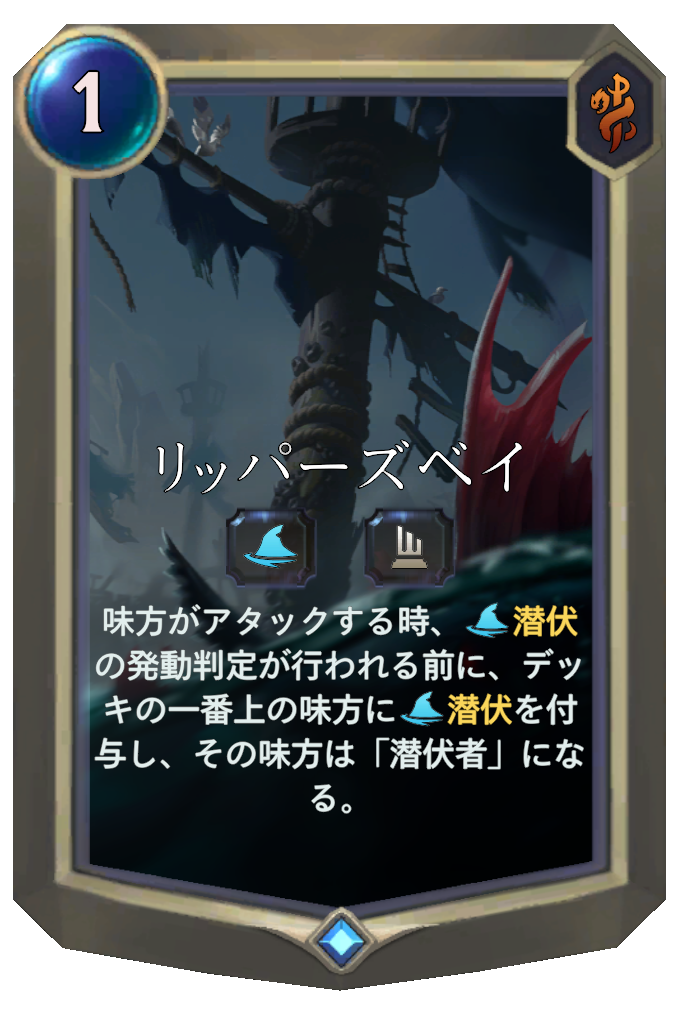 1
リッパーズベイ
味方がアタックする時、潜伏
の発動判定が行われる前に、デッ
キの一番上の味方に潜伏を付
与し、その味方は「潜伏者」にな
る。